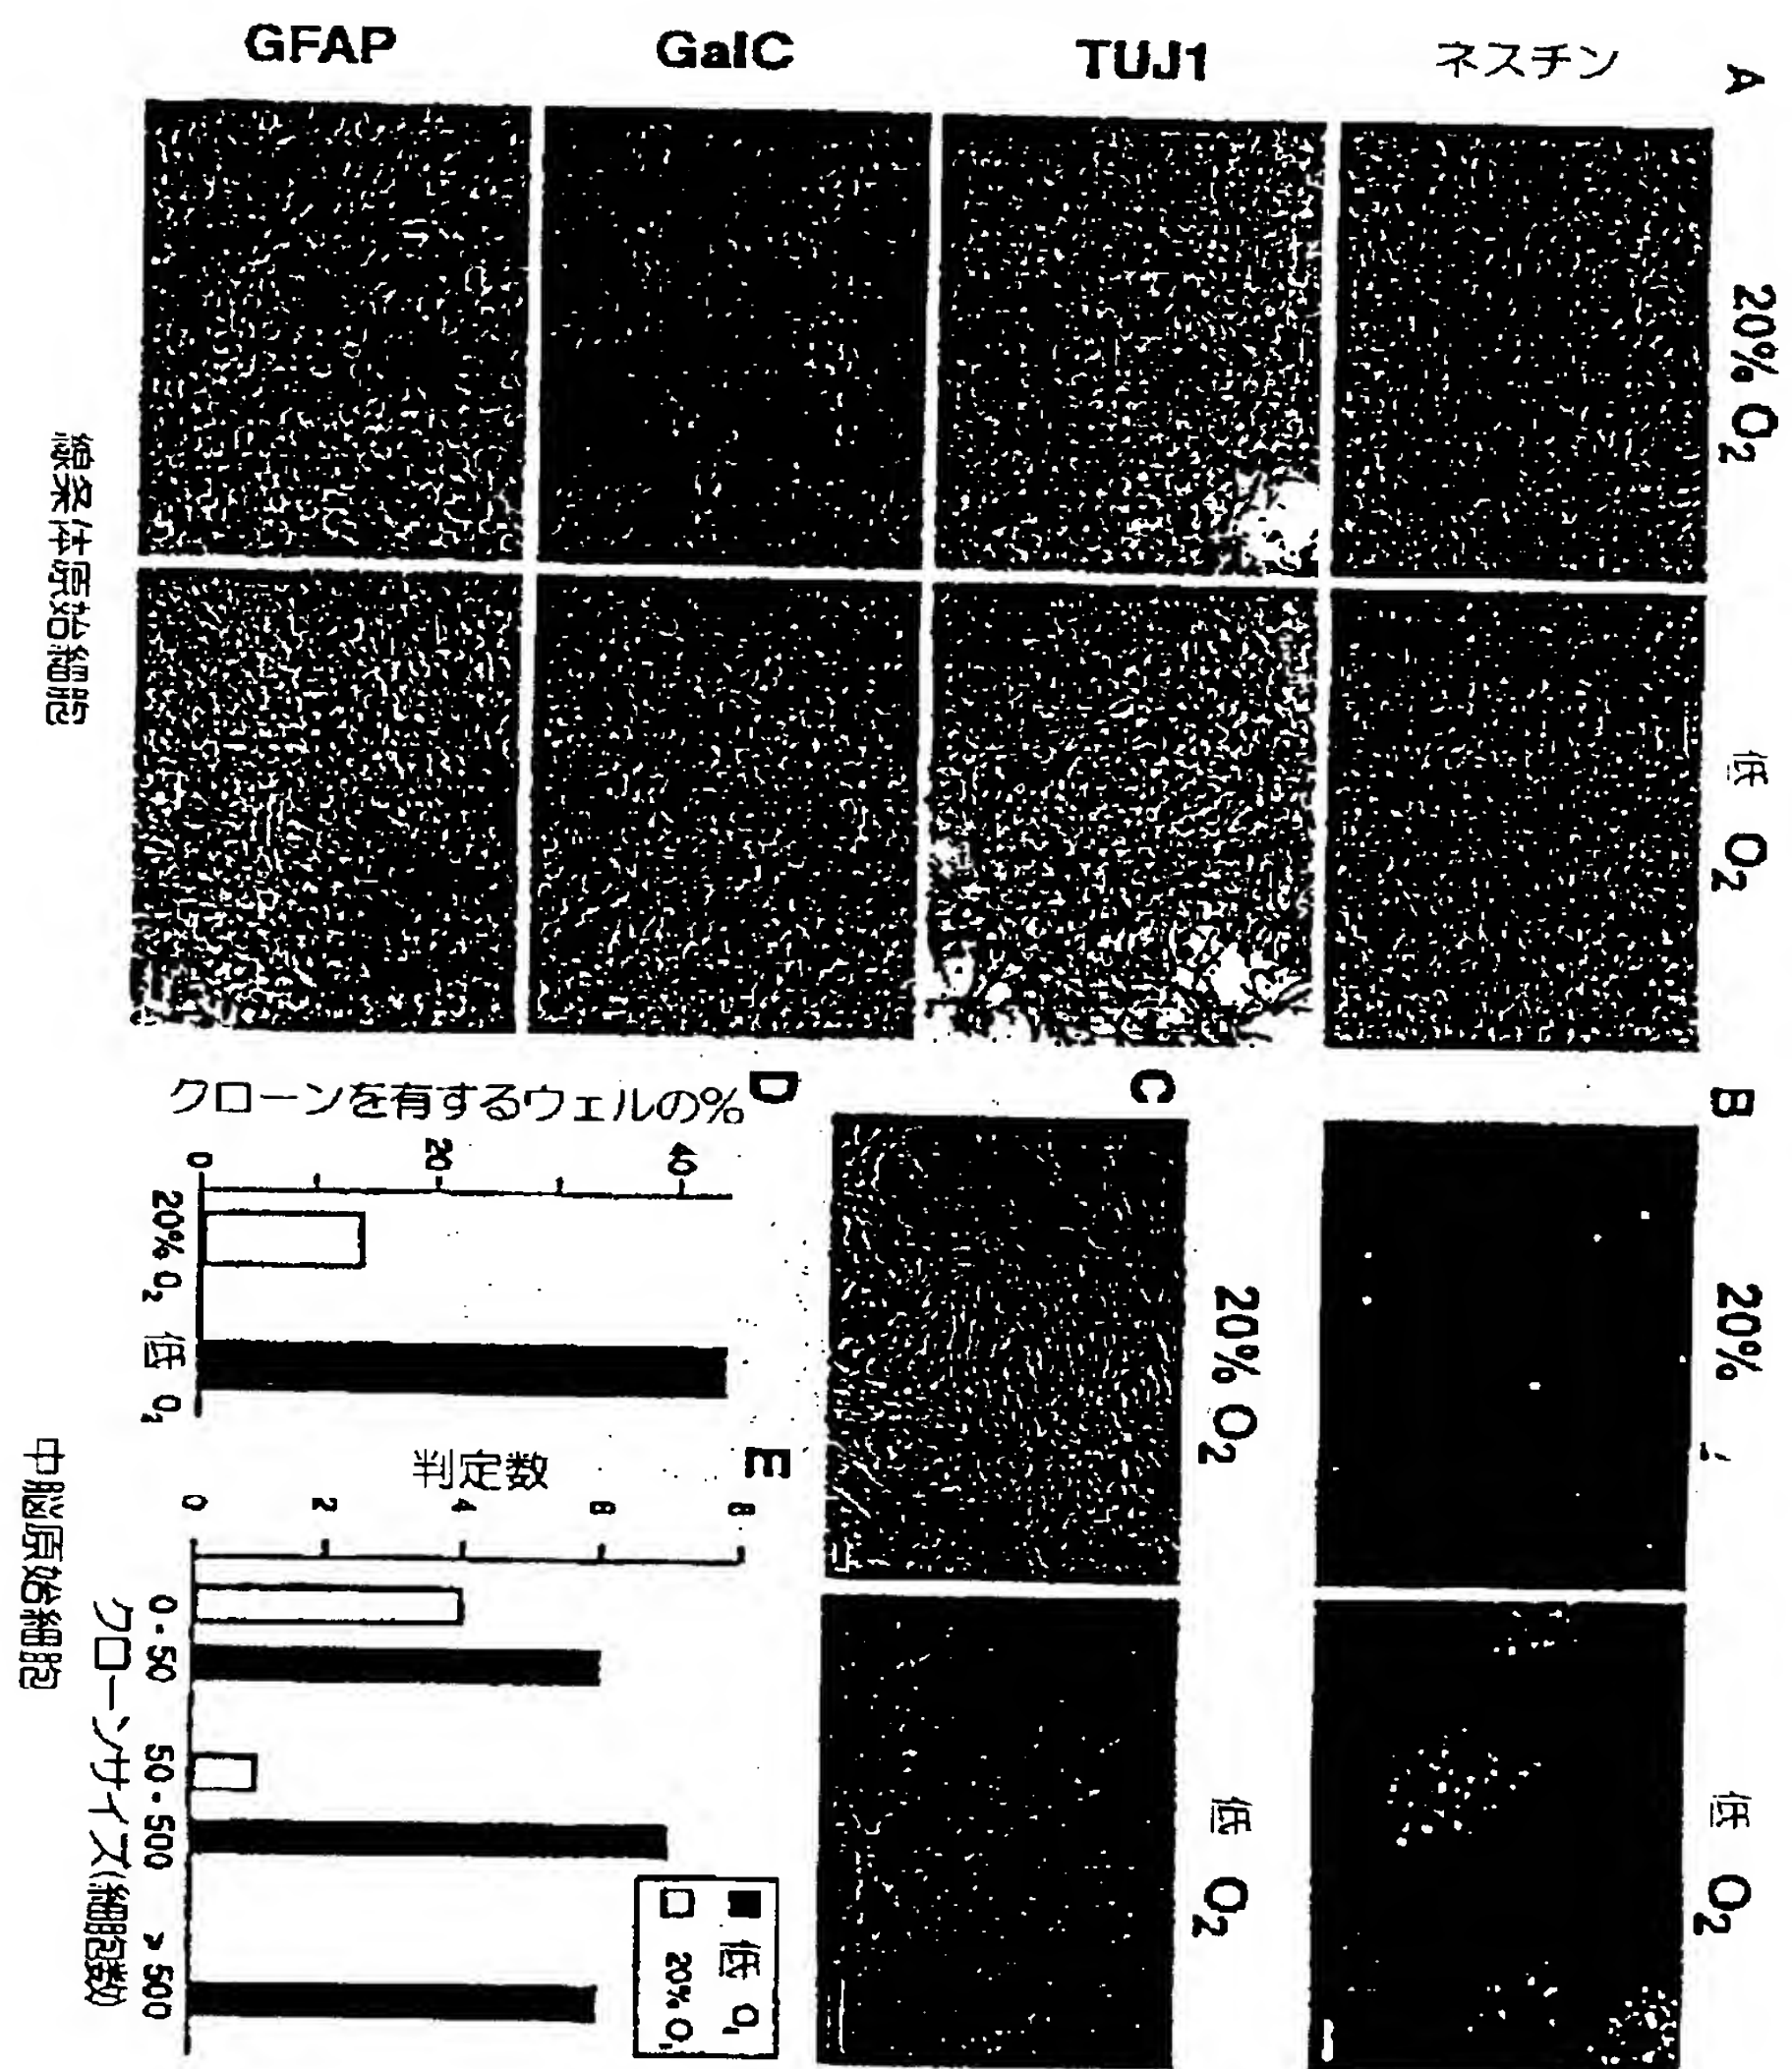 A
20% O₂
低 O₂
ネスチン
TUJ1
GalC
GFAP
線条体原始細胞
B
20%
低 O₂
C
20% O₂
低 O₂
D
クローンを有するウェルの%
40
20
0
20% O₂
低 O₂
E
判定数
8
6
4
2
0
0-50
50-500
> 500
クローンサイズ(細胞数)
低 O₂
20% O₂
中脳原始細胞